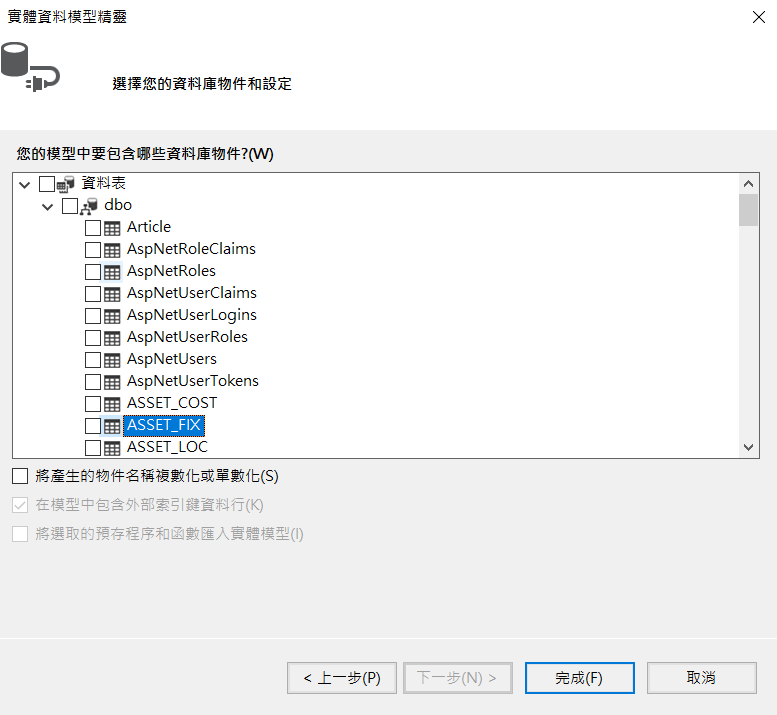 實體資料模型精靈
選擇您的資料庫物件和設定
您的模型中要包含哪些資料庫物件?(W)
資料表
dbo
Article
AspNetRoleClaims
AspNetRoles
AspNetUserClaims
AspNetUserLogins
AspNetUserRoles
AspNetUsers
AspNetUserTokens
ASSET_COST
ASSET_FIX
ASSET_LOC
將產生的物件名稱複數化或單數化(S)
在模型中包含外部索引鍵資料行(K)
將選取的預存程序和函數匯入實體模型(I)
< 上一步(P) 下一步(N) > 完成(F) 取消